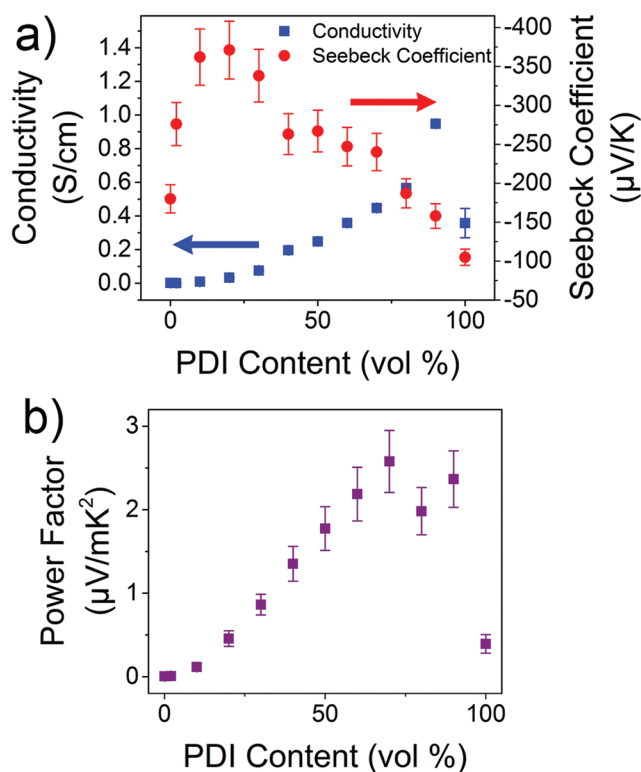 a)
Conductivity
Seebeck Coefficient
Conductivity
(S/cm)
1.4
1.2
1.0
0.8
0.6
0.4
0.2
0.0
-400
-350
-300
-250
-200
-150
-100
-50
Seebeck Coefficient
(µV/K)
0
50
100
PDI Content (vol %)
b)
Power Factor
(µV/mK²)
3
2
1
0
0
50
100
PDI Content (vol %)